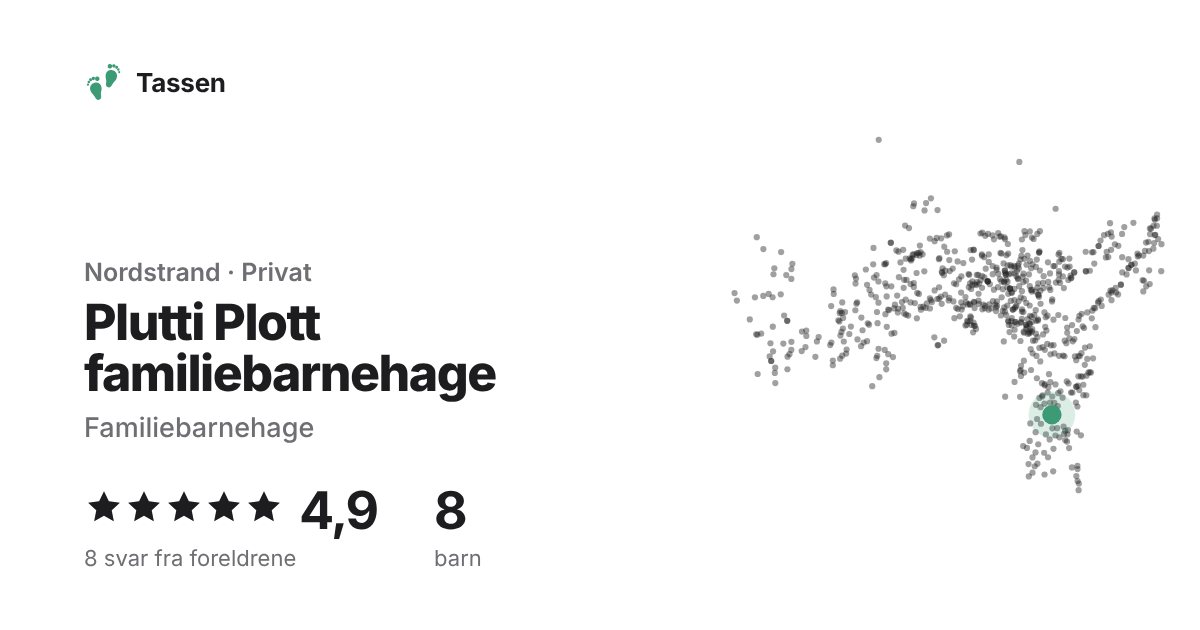 Tassen
Nordstrand · Privat
Plutti Plott
familiebarnehage
Familiebarnehage
4,9
8 svar fra foreldrene
8
barn